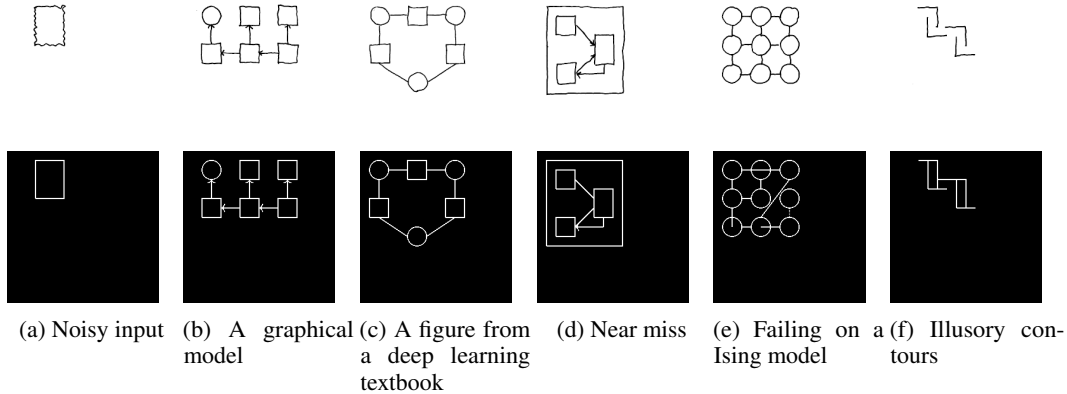 (a) Noisy input
(b) A graphical model
(c) A figure from a deep learning textbook
(d) Near miss
(e) Failing on a Ising model
(f) Illusory con-
tours